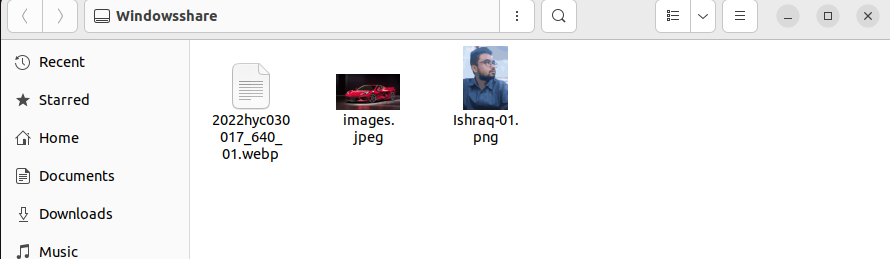 Windowsshare
Recent
Starred
Home
Documents
Downloads
Music
2022hyc030
017_640_
01.webp
images.
jpeg
Ishraq-01.
png